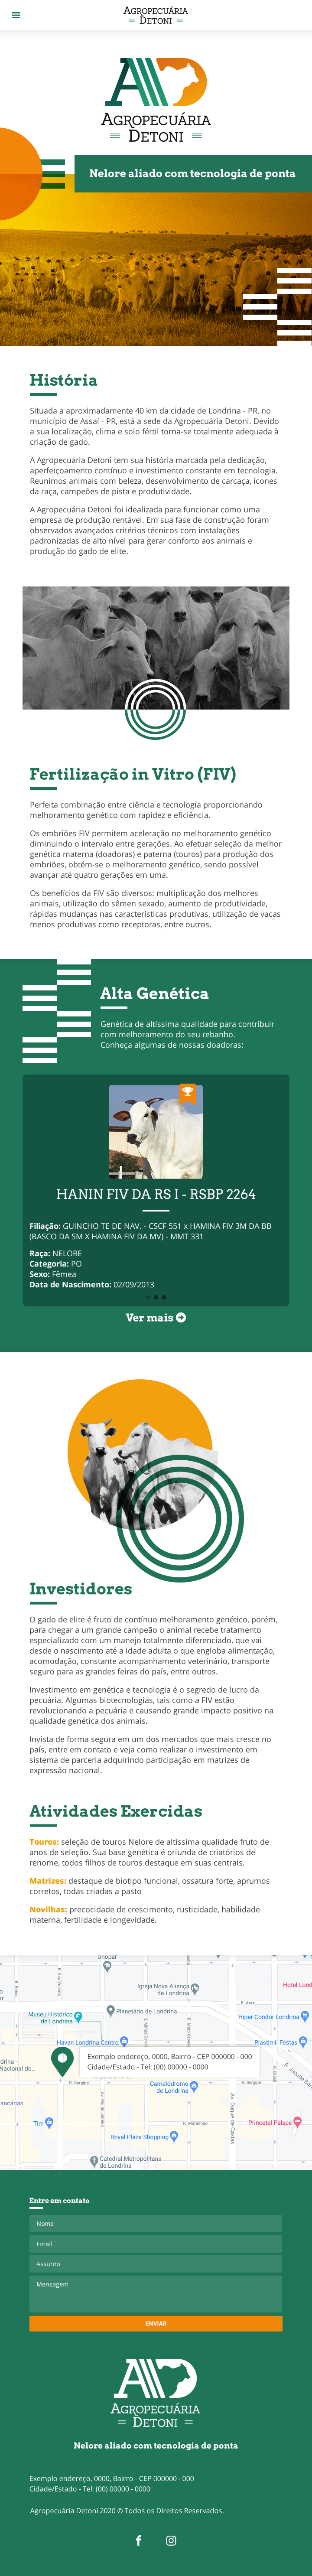 AGROPECUÁRIA
DETONI
AGROPECUÁRIA
DETONI
Nelore aliado com tecnologia de ponta
História
Situada a aproximadamente 40 km da cidade de Londrina - PR, no
município de Assaí - PR, está a sede da Agropecuária Detoni. Devido
a sua localização, clima e solo fértil torna-se totalmente adequada à
criação de gado.
A Agropecuária Detoni tem sua história marcada pela dedicação,
aperfeiçoamento contínuo e investimento constante em tecnologia.
Reunimos animais com beleza, desenvolvimento de carcaça, ícones
da raça, campeões de pista e produtividade.
A Agropecuária Detoni foi idealizada para funcionar como uma
empresa de produção rentável. Em sua fase de construção foram
observados avançados critérios técnicos com instalações
padronizadas de alto nível para gerar conforto aos animais e
produção do gado de elite.
Fertilização in Vitro (FIV)
Perfeita combinação entre ciência e tecnologia proporcionando
melhoramento genético com rapidez e eficiência.
Os embriões FIV permitem aceleração no melhoramento genético
diminuindo o intervalo entre gerações. Ao efetuar seleção da melhor
genética materna (doadoras) e paterna (touros) para produção dos
embriões, obtém-se o melhoramento genético, sendo possível
avançar até quatro gerações em uma.
Os benefícios da FIV são diversos: multiplicação dos melhores
animais, utilização do sêmen sexado, aumento de produtividade,
rápidas mudanças nas características produtivas, utilização de vacas
menos produtivas como receptoras, entre outros.
Alta Genética
Genética de altíssima qualidade para contribuir
com melhoramento do seu rebanho.
Conheça algumas de nossas doadoras:
HANIN FIV DA RS I - RSBP 2264
Filiação: GUINCHO TE DE NAV. - CSCF 551 x HAMINA FIV 3M DA BB
(BASCO DA SM X HAMINA FIV DA MV) - MMT 331
Raça: NELORE
Categoria: PO
Sexo: Fêmea
Data de Nascimento: 02/09/2013
Ver mais
Investidores
O gado de elite é fruto de contínuo melhoramento genético, porém,
para chegar a um grande campeão o animal recebe tratamento
especializado com um manejo totalmente diferenciado, que vai
desde o nascimento até a idade adulta o que engloba alimentação,
acomodação, constante acompanhamento veterinário, transporte
seguro para as grandes feiras do país, entre outros.
Investimento em genética e tecnologia é o segredo de lucro da
pecuária. Algumas biotecnologias, tais como a FIV estão
revolucionando a pecuária e causando grande impacto positivo na
qualidade genética dos animais.
Invista de forma segura em um dos mercados que mais cresce no
país, entre em contato e veja como realizar o investimento em
sistema de parceria adquirindo participação em matrizes de
expressão nacional.
Atividades Exercidas
Touros: seleção de touros Nelore de altíssima qualidade fruto de
anos de seleção. Sua base genética é oriunda de criatórios de
renome, todos filhos de touros destaque em suas centrais.
Matrizes: destaque de biotipo funcional, ossatura forte, aprumos
corretos, todas criadas a pasto
Novilhas: precocidade de crescimento, rusticidade, habilidade
materna, fertilidade e longevidade.
Unopar
Igreja Nova Aliança
de Londrina
Hotel Lond
Museu Histórico
de Londrina
Planetário de Londrina
Hiper Condor Londrina
Havan Londrina Centro
Plastimil Festas
Exemplo endereço, 0000, Bairro - CEP 000000 - 000
Cidade/Estado - Tel: (00) 00000 - 0000
R. Sergipe
Camelódromo
de Londrina
Av. Duque de Caxias
Tim
Princetel Palace
Royal Plaza Shopping
Catedral Metropolitana
de Londrina
Entre em contato
Nome
Email
Assunto
Mensagem
ENVIAR
AGROPECUÁRIA
DETONI
Nelore aliado com tecnologia de ponta
Exemplo endereço, 0000, Bairro - CEP 000000 - 000
Cidade/Estado - Tel: (00) 00000 - 0000
Agropecuária Detoni 2020 © Todos os Direitos Reservados.